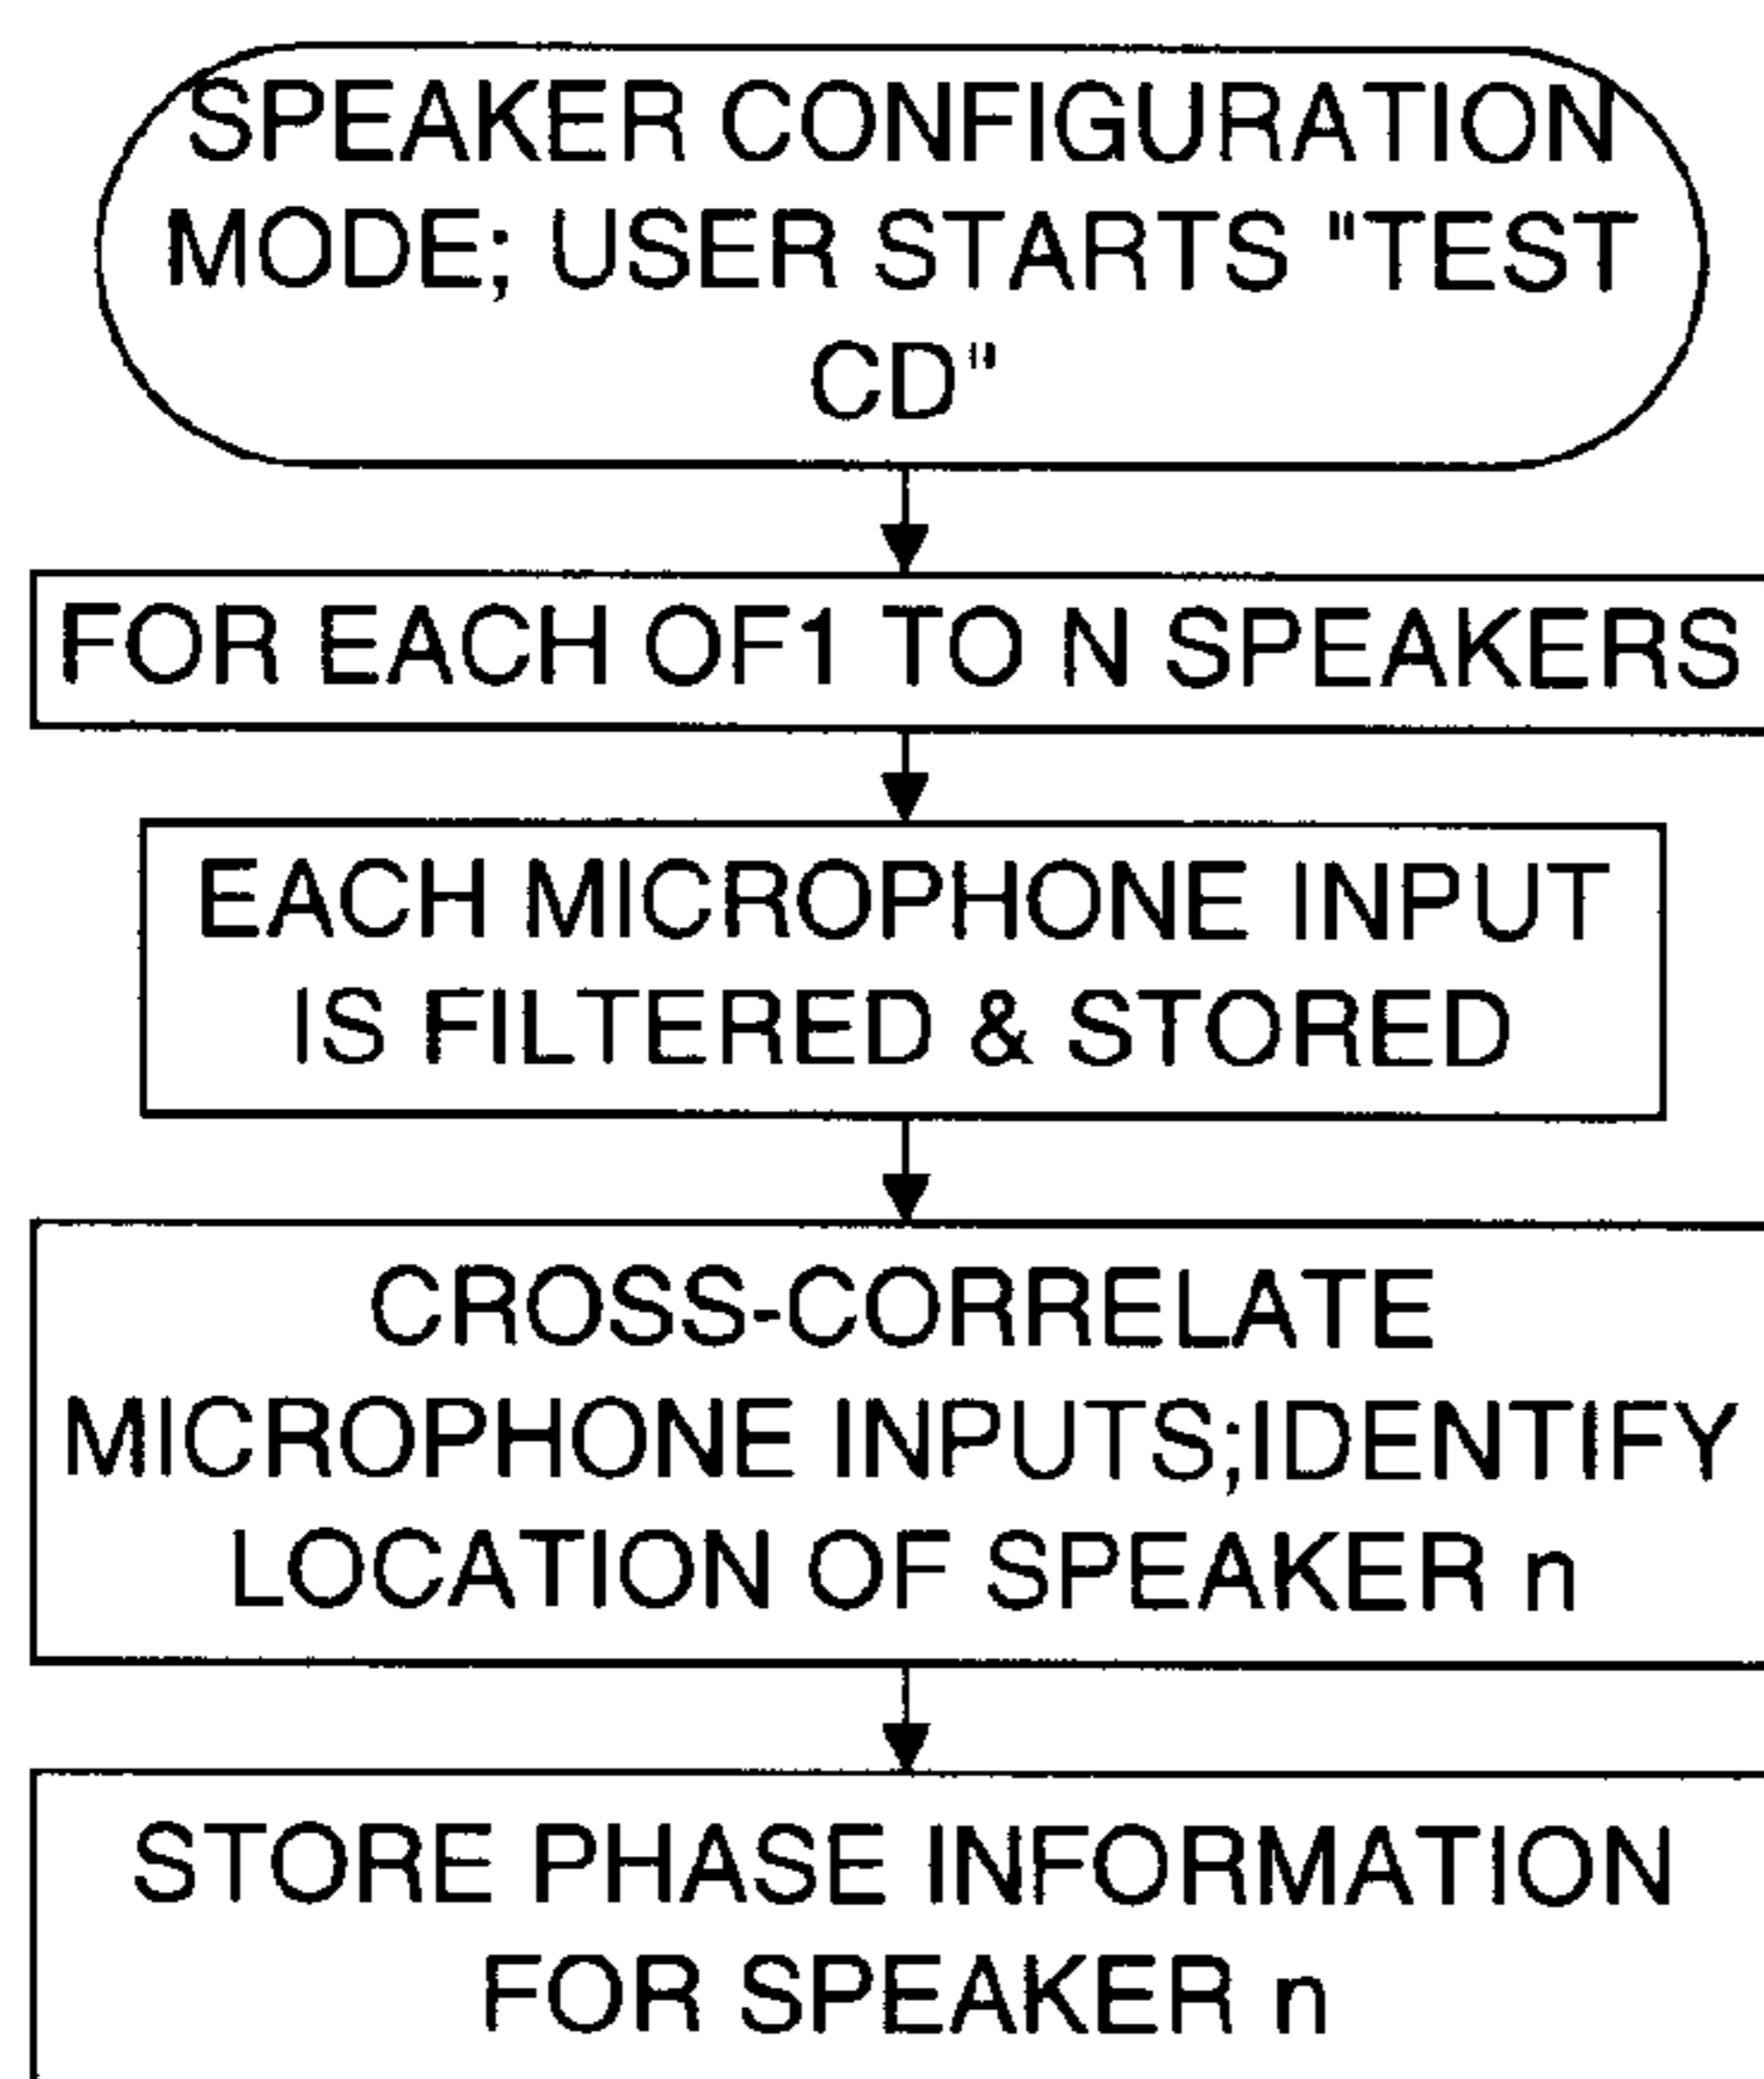 SPEAKER CONFIGURATION
MODE; USER STARTS "TEST
CD"
FOR EACH OF1 TO N SPEAKERS
EACH MICROPHONE INPUT
IS FILTERED & STORED
CROSS-CORRELATE
MICROPHONE INPUTS;IDENTIFY
LOCATION OF SPEAKER n
STORE PHASE INFORMATION
FOR SPEAKER n